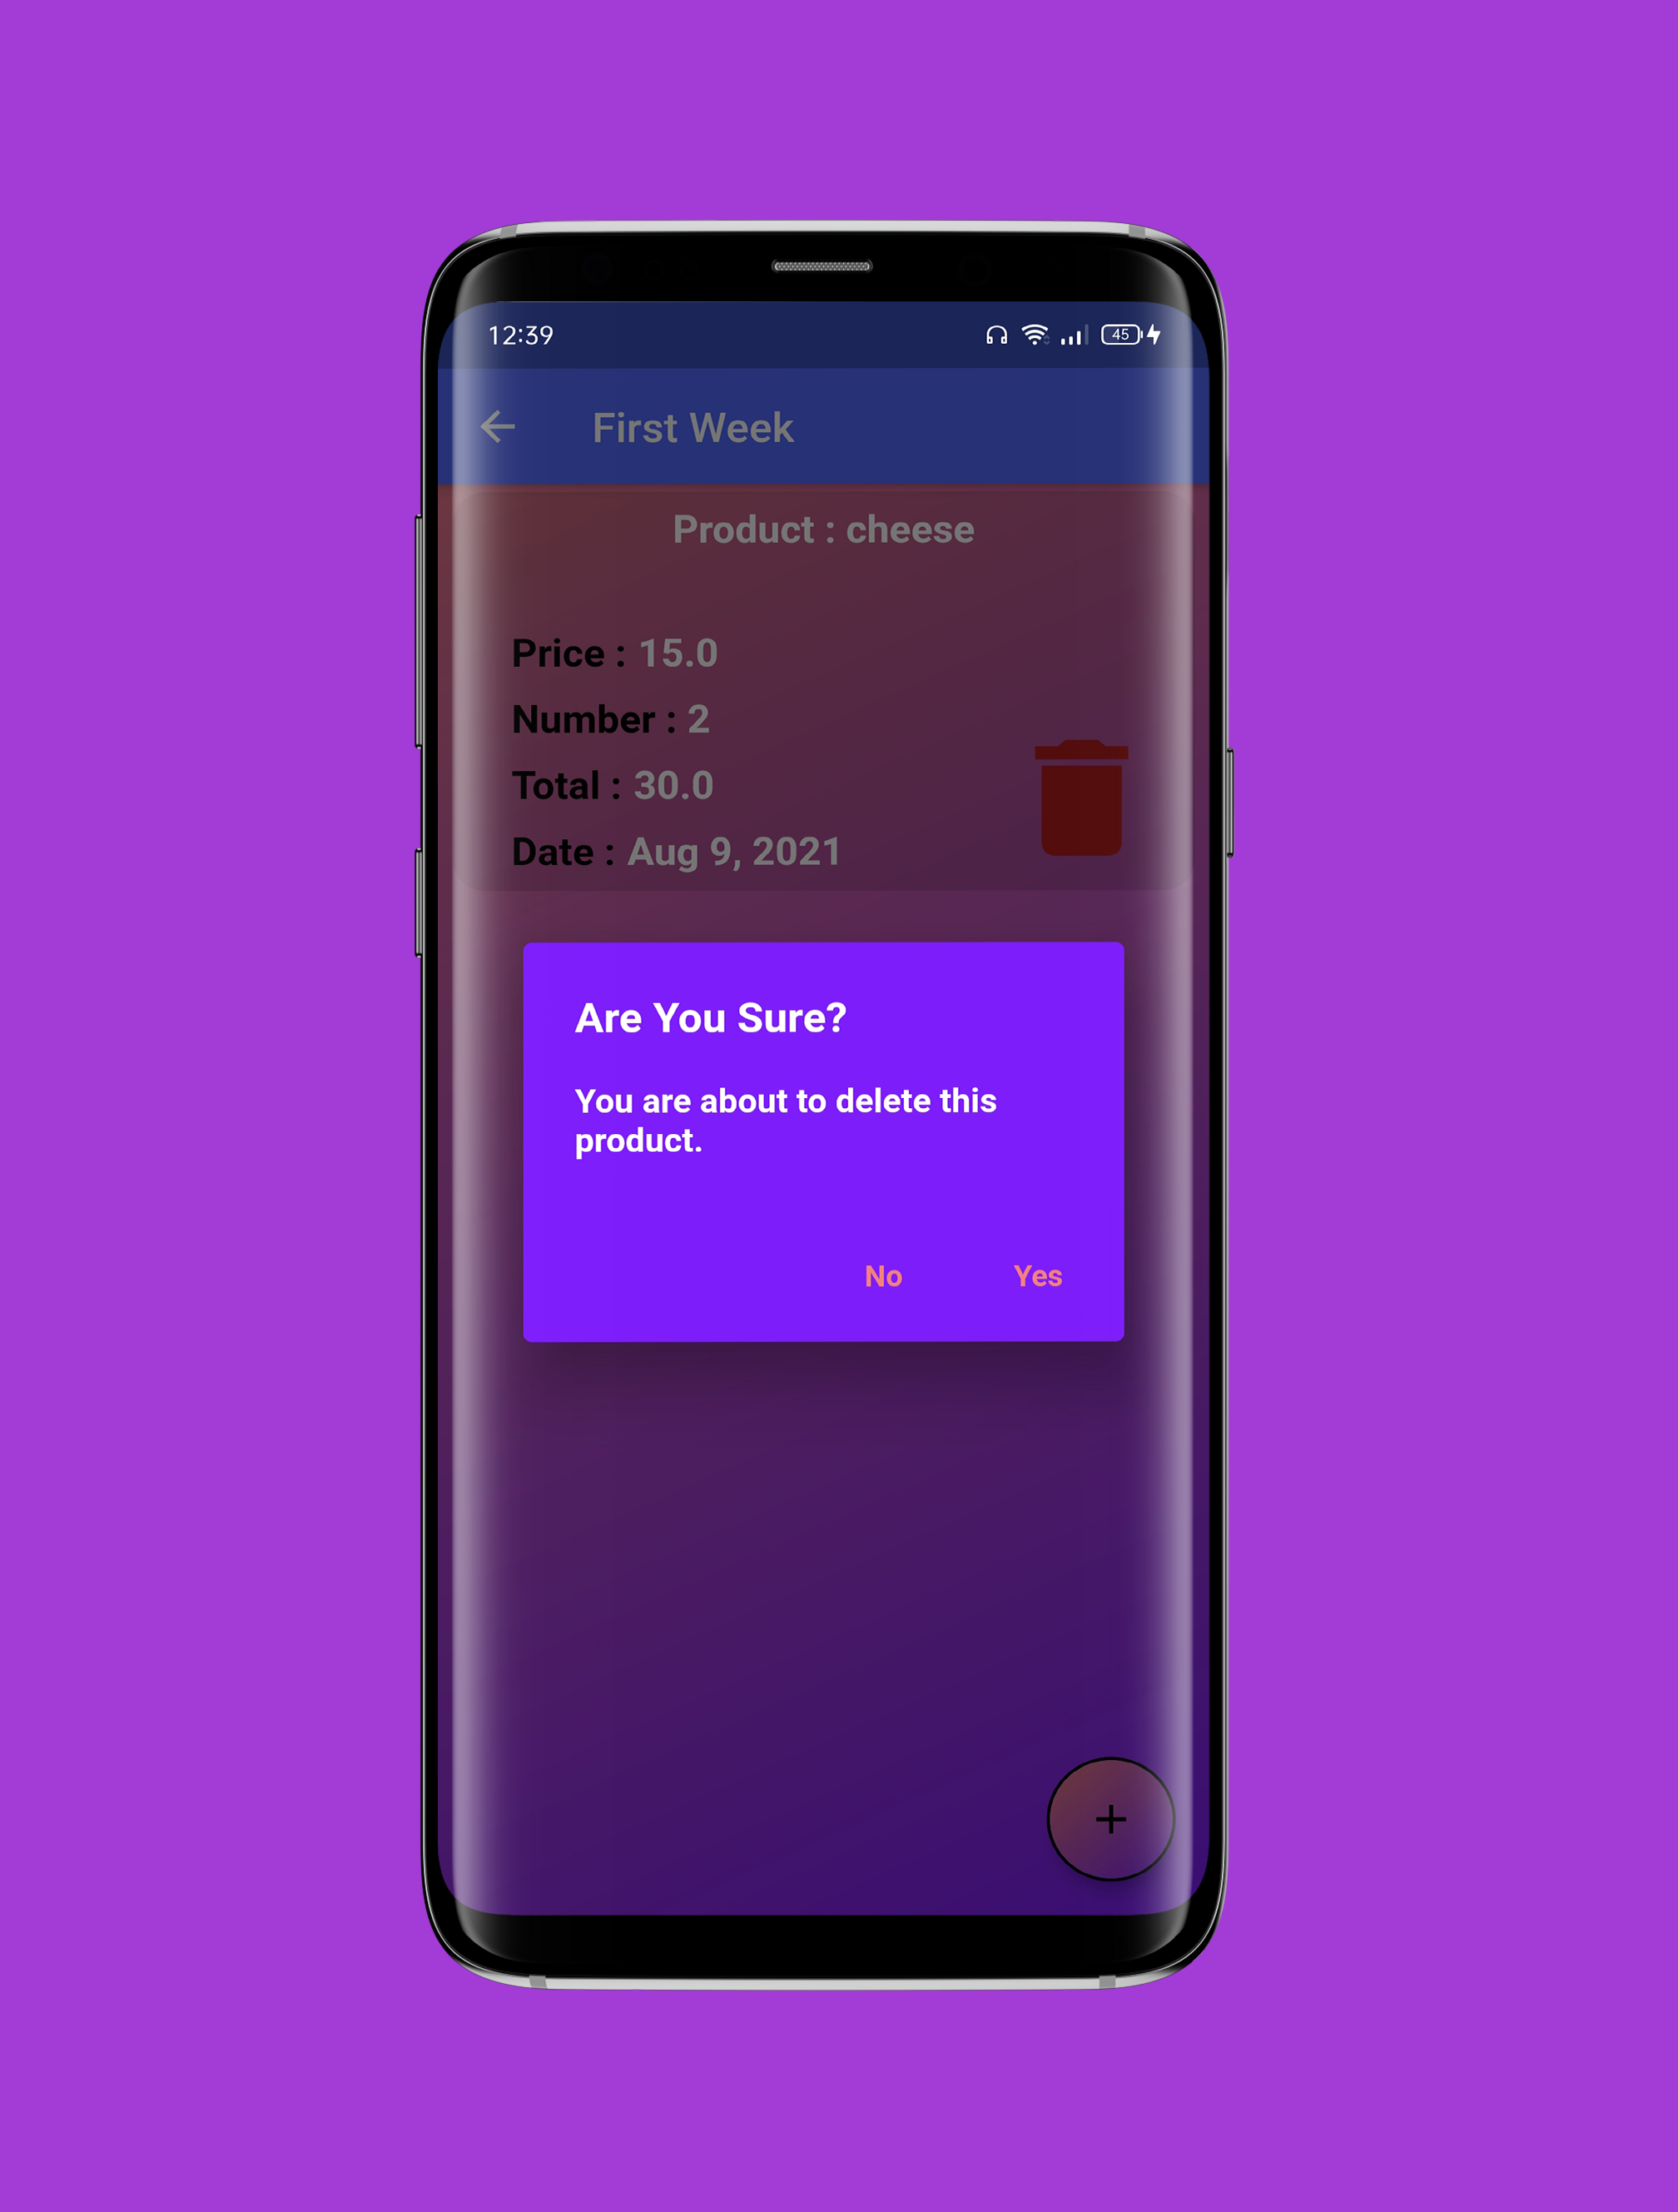 12:39
45
First Week
Product : cheese
Price : 15.0
Number : 2
Total : 30.0
Date : Aug 9, 2021
Are You Sure?
You are about to delete this
product.
No Yes
+